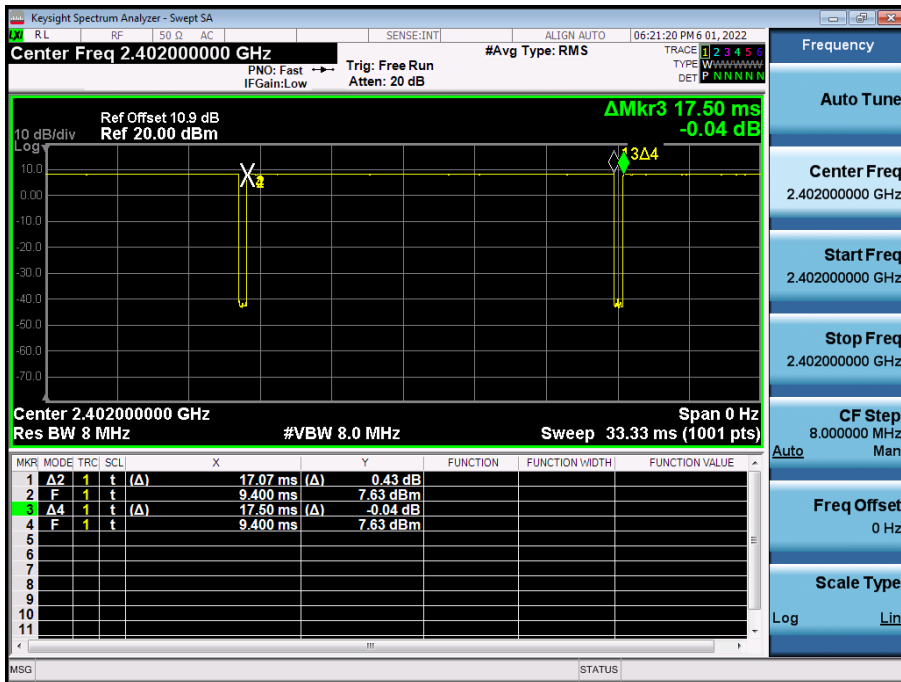 Keysight Spectrum Analyzer - Swept SA
LXI RL RF 50 Ω AC SENSE:INT ALIGN AUTO 06:21:20 PM 6 01, 2022
Center Freq 2.402000000 GHz
#Avg Type: RMS
TRACE 1 2 3 4 5 6
PNO: Fast
Trig: Free Run
TYPE WWWWWWW
IFGain:Low
Atten: 20 dB
DET P N N N N N
ΔMkr3 17.50 ms
-0.04 dB
Ref Offset 10.9 dB
10 dB/div
Ref 20.00 dBm
Log
3Δ4
10.0
0.00
-10.0
-20.0
-30.0
-40.0
-50.0
-60.0
-70.0
Center 2.402000000 GHz
Span 0 Hz
Res BW 8 MHz
#VBW 8.0 MHz
Sweep 33.33 ms (1001 pts)
MKR MODE TRC SCL X Y FUNCTION FUNCTION WIDTH FUNCTION VALUE
1 Δ2 1 t (Δ) 17.07 ms (Δ) 0.43 dB
2 F 1 t 9.400 ms 7.63 dBm
3 Δ4 1 t (Δ) 17.50 ms (Δ) -0.04 dB
4 F 1 t 9.400 ms 7.63 dBm
5
6
7
8
9
10
11
MSG
STATUS
Frequency
Auto Tune
Center Freq
2.402000000 GHz
Start Freq
2.402000000 GHz
Stop Freq
2.402000000 GHz
CF Step
8.000000 MHz
Auto Man
Freq Offset
0 Hz
Scale Type
Log Lin